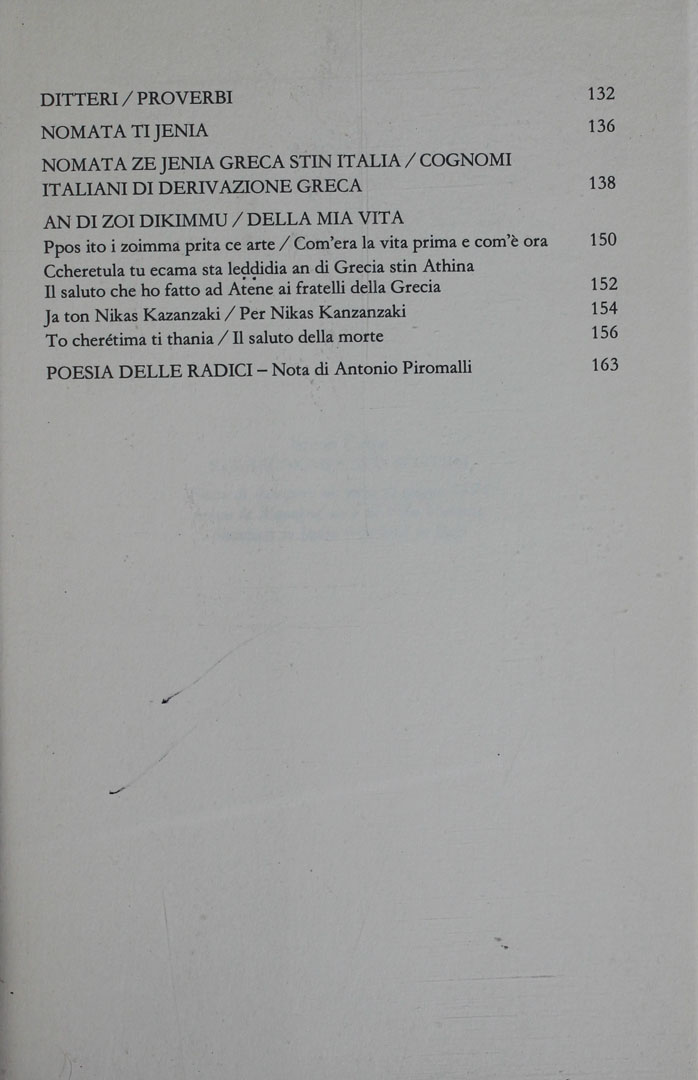 DITTERI / PROVERBI 132
NOMATA TI JENIA 136
NOMATA ZE JENIA GRECA STIN ITALIA / COGNOMI
ITALIANI DI DERIVAZIONE GRECA 138
AN DI ZOI DIKIMMU / DELLA MIA VITA
Ppos ito i zoimma prita ce arte / Com'era la vita prima e com'è ora 150
Ccheretula tu ecama sta leḍḍidia an di Grecia stin Athina
Il saluto che ho fatto ad Atene ai fratelli della Grecia 152
Ja ton Nikas Kazanzaki / Per Nikas Kanzanzaki 154
To cherétima ti thania / Il saluto della morte 156
POESIA DELLE RADICI – Nota di Antonio Piromalli 163